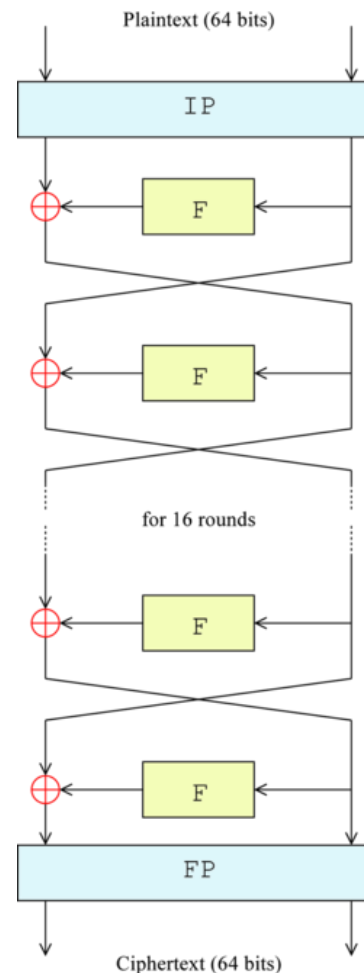 Plaintext (64 bits)
IP
F
F
for 16 rounds
F
F
FP
Ciphertext (64 bits)